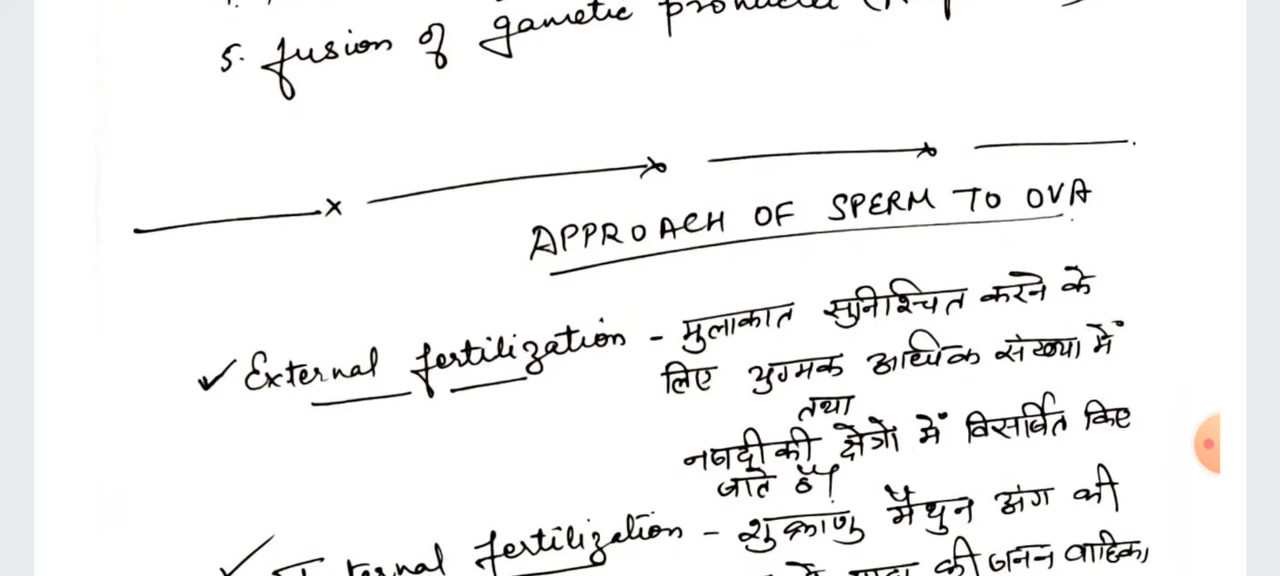 5. fusion of gametic
APPROACH OF SPERM TO OVA
External fertilization - मुलाकात सुनिश्चित करने के
लिए युग्मक अधिक संख्या में
तथा
नजदीकी क्षेत्रों में विसर्जित किए
जाते हैं।
Internal fertilization - शुक्राणु मैथुन अंग की
की जनन वाहिका